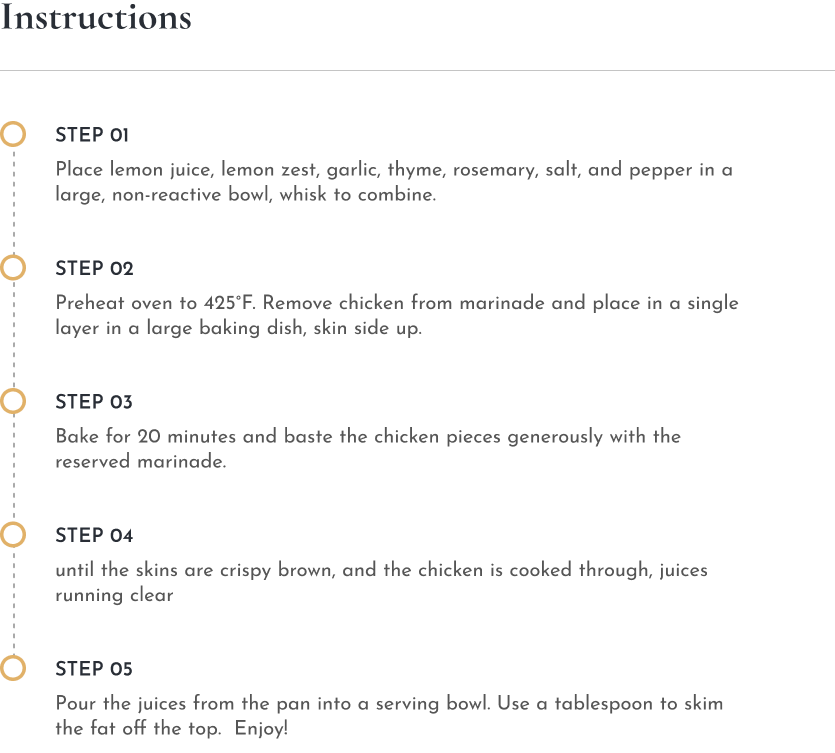 Instructions
STEP 01
Place lemon juice, lemon zest, garlic, thyme, rosemary, salt, and pepper in a
large, non-reactive bowl, whisk to combine.
STEP 02
Preheat oven to 425°F. Remove chicken from marinade and place in a single
layer in a large baking dish, skin side up.
STEP 03
Bake for 20 minutes and baste the chicken pieces generously with the
reserved marinade.
STEP 04
until the skins are crispy brown, and the chicken is cooked through, juices
running clear
STEP 05
Pour the juices from the pan into a serving bowl. Use a tablespoon to skim
the fat off the top.  Enjoy!